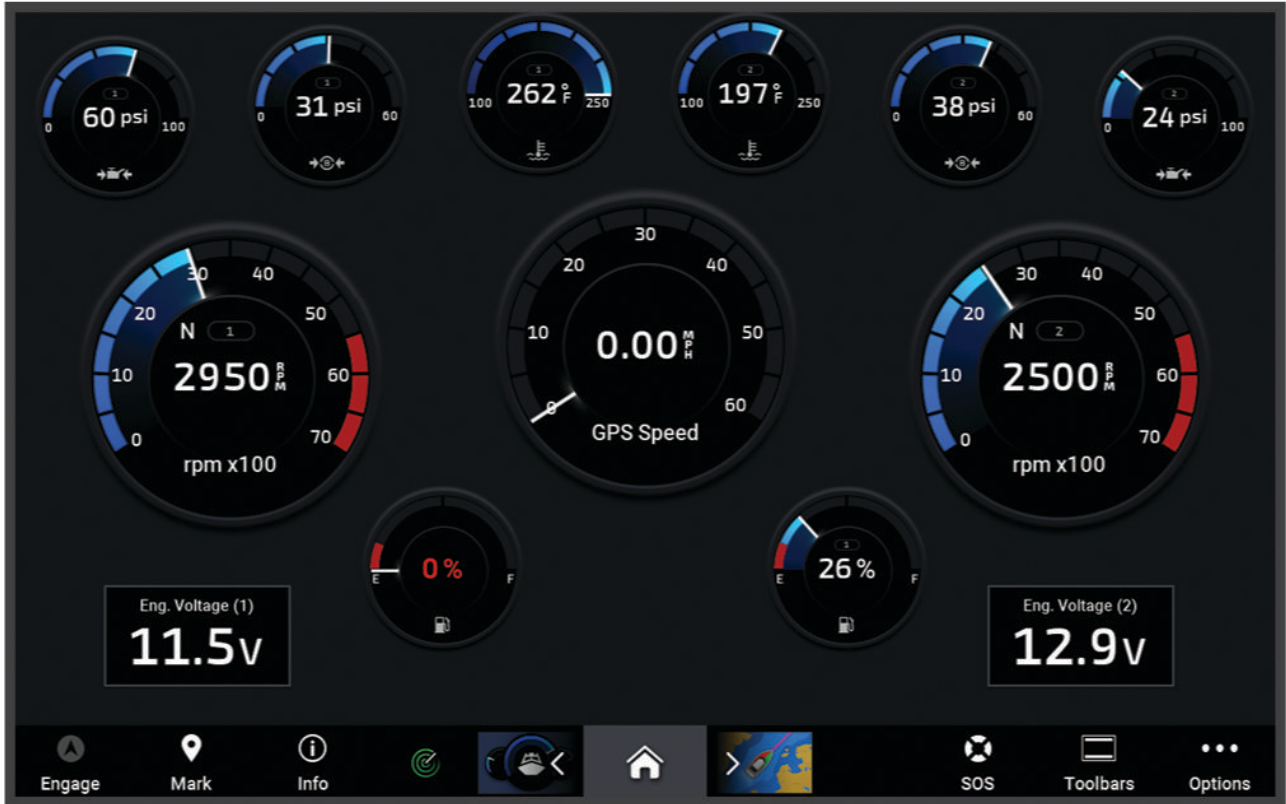 1
60 psi
0
100
1
31 psi
0
60
1
262 °F
100
250
2
197 °F
100
250
2
38 psi
0
60
2
24 psi
0
100
0
10
20
30
40
50
60
70
N
1
2950 RPM
rpm x100
0
10
20
30
40
50
60
0.00 MPH
GPS Speed
0
10
20
30
40
50
60
70
N
2
2500 RPM
rpm x100
0 %
E
F
1
26 %
E
F
Eng. Voltage (1)
11.5V
Eng. Voltage (2)
12.9V
Engage
Mark
Info
SOS
Toolbars
Options